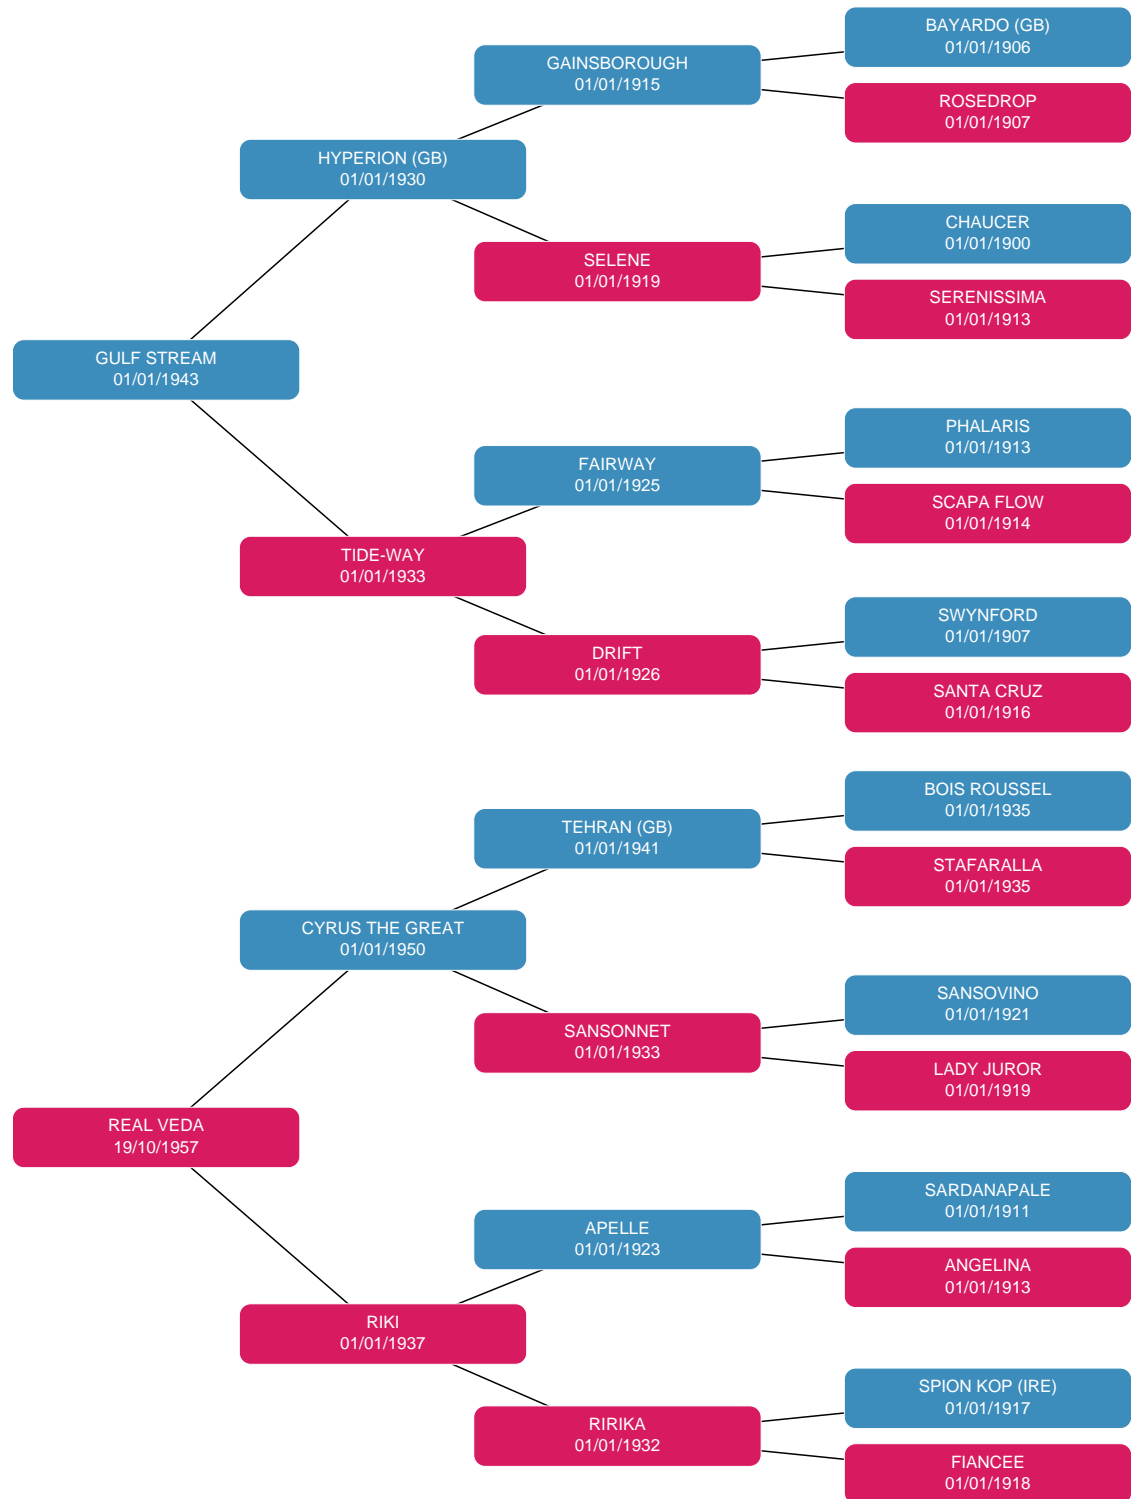 BAYARDO (GB)
01/01/1906
GAINSBOROUGH
01/01/1915
ROSEDROP
01/01/1907
HYPERION (GB)
01/01/1930
CHAUCER
01/01/1900
SELENE
01/01/1919
SERENISSIMA
01/01/1913
GULF STREAM
01/01/1943
PHALARIS
01/01/1913
FAIRWAY
01/01/1925
SCAPA FLOW
01/01/1914
TIDE-WAY
01/01/1933
SWYNFORD
01/01/1907
DRIFT
01/01/1926
SANTA CRUZ
01/01/1916
BOIS ROUSSEL
01/01/1935
TEHRAN (GB)
01/01/1941
STAFARALLA
01/01/1935
CYRUS THE GREAT
01/01/1950
SANSOVINO
01/01/1921
SANSONNET
01/01/1933
LADY JUROR
01/01/1919
REAL VEDA
19/10/1957
SARDANAPALE
01/01/1911
APELLE
01/01/1923
ANGELINA
01/01/1913
RIKI
01/01/1937
SPION KOP (IRE)
01/01/1917
RIRIKA
01/01/1932
FIANCEE
01/01/1918